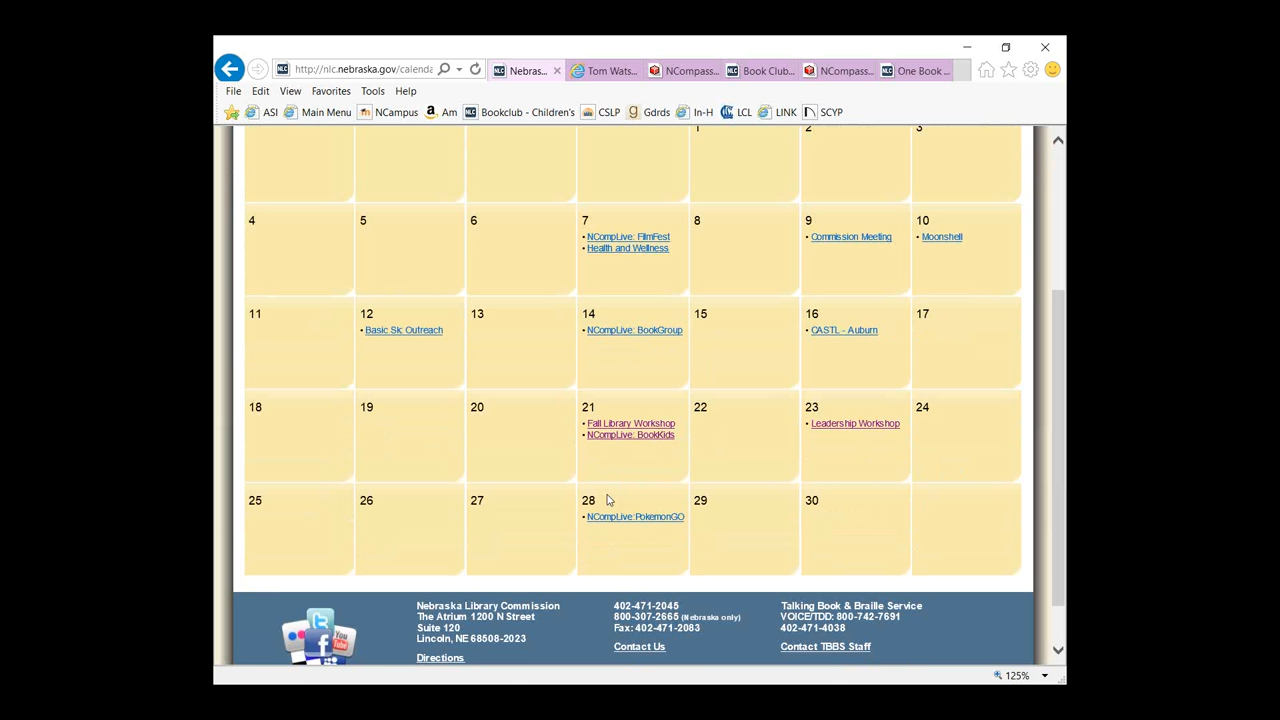 http://nlc.nebraska.gov/calenda
Nebras...
Tom Wats...
NCompass...
Book Club...
NCompass...
One Book ...
File Edit View Favorites Tools Help
ASI Main Menu NCampus Am Bookclub - Children's CSLP Gdrds In-H LCL LINK SCYP
1 2 3
4 5 6 7 8 9 10
• NCompLive: FilmFest • Commission Meeting • Moonshell
• Health and Wellness
11 12 13 14 15 16 17
• Basic Sk: Outreach • NCompLive: BookGroup • CASTL - Auburn
18 19 20 21 22 23 24
• Fall Library Workshop • Leadership Workshop
• NCompLive: BookKids
25 26 27 28 29 30
• NCompLive:PokemonGO
Nebraska Library Commission
The Atrium 1200 N Street
Suite 120
Lincoln, NE 68508-2023
Directions
402-471-2045
800-307-2665 (Nebraska only)
Fax: 402-471-2083
Contact Us
Talking Book & Braille Service
VOICE/TDD: 800-742-7691
402-471-4038
Contact TBBS Staff
You
Tube
125%